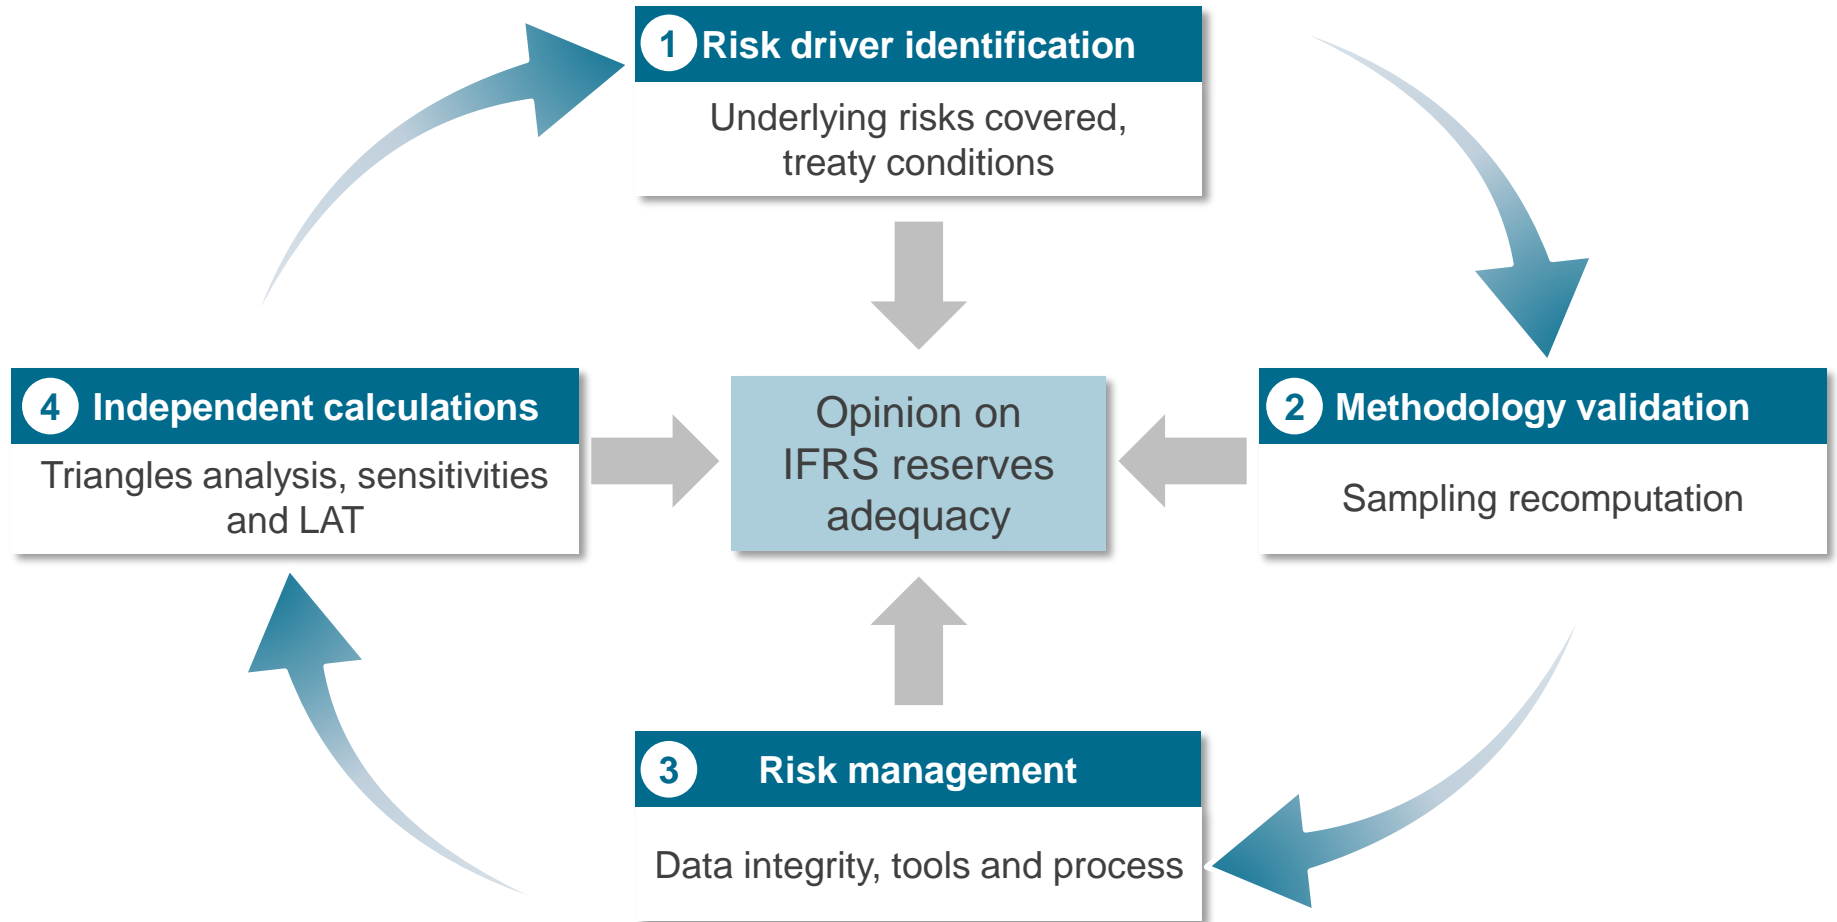 1 Risk driver identification
Underlying risks covered,
treaty conditions
4 Independent calculations
Triangles analysis, sensitivities
and LAT
Opinion on
IFRS reserves
adequacy
2 Methodology validation
Sampling recomputation
3 Risk management
Data integrity, tools and process